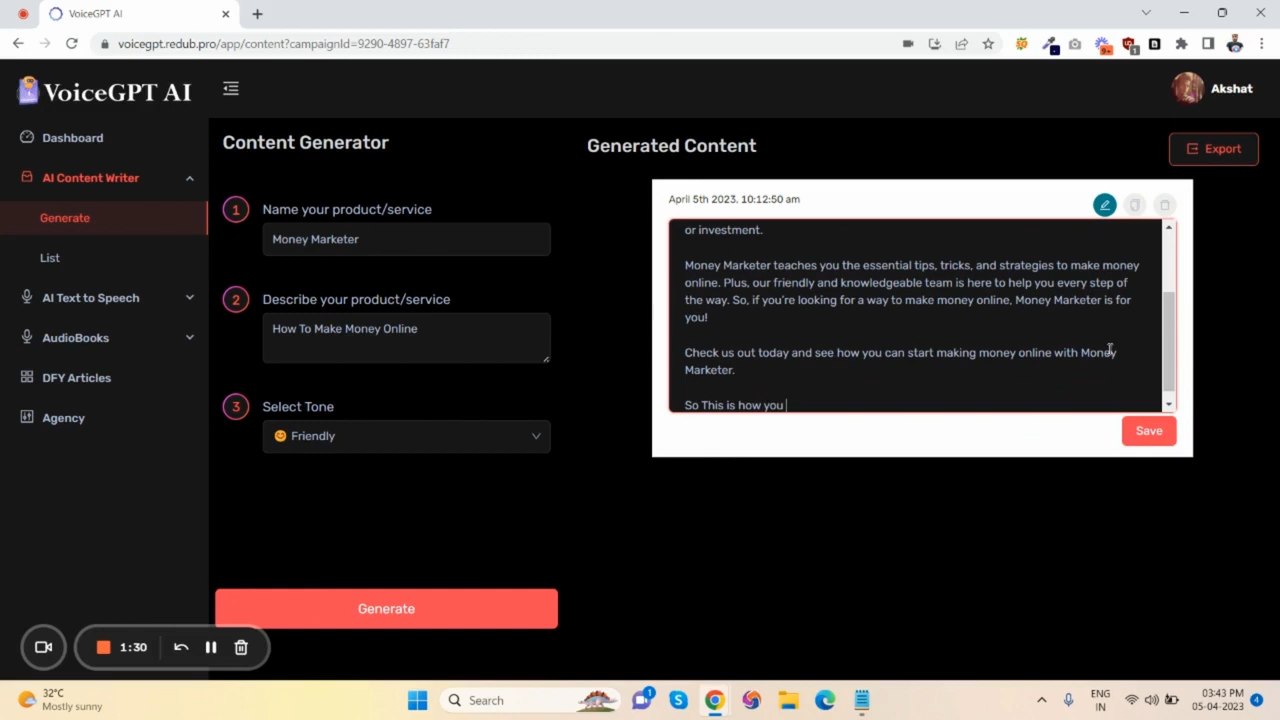 VoiceGPT AI
voicegpt.redub.pro/app/content?campaignId=9290-4897-63faf7
9+
1
VoiceGPT AI
Akshat
Dashboard
AI Content Writer
Generate
List
AI Text to Speech
AudioBooks
DFY Articles
Agency
Content Generator
1
Name your product/service
Money Marketer
2
Describe your product/service
How To Make Money Online
3
Select Tone
Friendly
Generate
Generated Content
Export
April 5th 2023, 10:12:50 am
or investment.
Money Marketer teaches you the essential tips, tricks, and strategies to make money
online. Plus, our friendly and knowledgeable team is here to help you every step of
the way. So, if you're looking for a way to make money online, Money Marketer is for
you!
Check us out today and see how you can start making money online with Money
Marketer.
So This is how you
Save
1:30
32°C
Mostly sunny
Search
1
ENG
IN
03:43 PM
05-04-2023
4